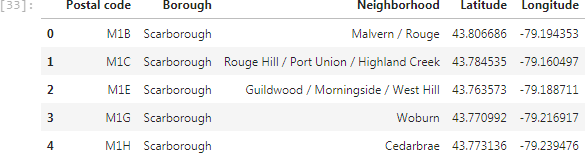 [33]:
Postal code Borough Neighborhood Latitude Longitude
0 M1B Scarborough Malvern / Rouge 43.806686 -79.194353
1 M1C Scarborough Rouge Hill / Port Union / Highland Creek 43.784535 -79.160497
2 M1E Scarborough Guildwood / Morningside / West Hill 43.763573 -79.188711
3 M1G Scarborough Woburn 43.770992 -79.216917
4 M1H Scarborough Cedarbrae 43.773136 -79.239476